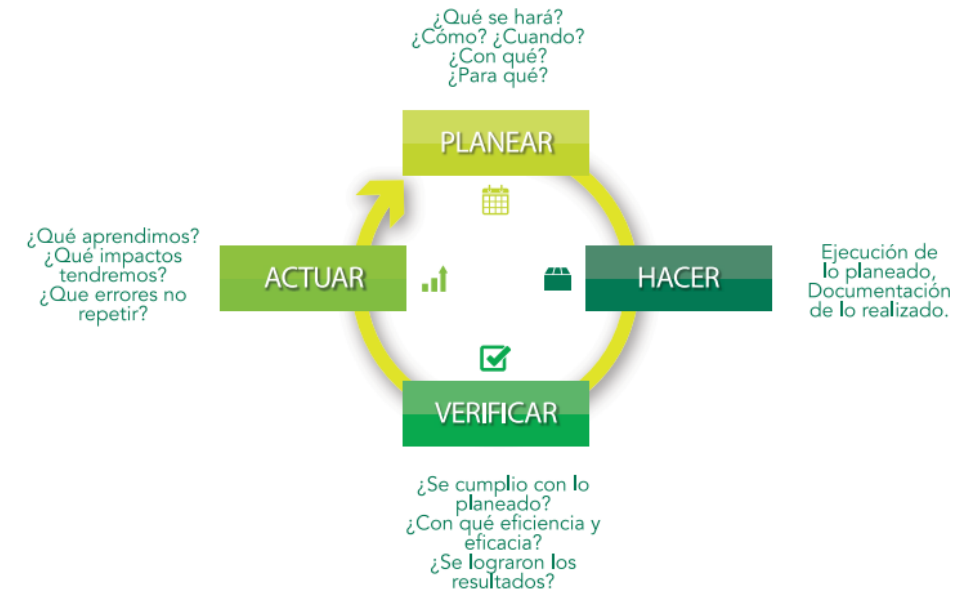 ¿Qué se hará?
¿Cómo? ¿Cuando?
¿Con qué?
¿Para qué?
PLANEAR
¿Qué aprendimos?
¿Qué impactos
tendremos?
¿Que errores no
repetir?
ACTUAR
HACER
Ejecución de
lo planeado,
Documentación
de lo realizado.
VERIFICAR
¿Se cumplio con lo
planeado?
¿Con qué eficiencia y
eficacia?
¿Se lograron los
resultados?